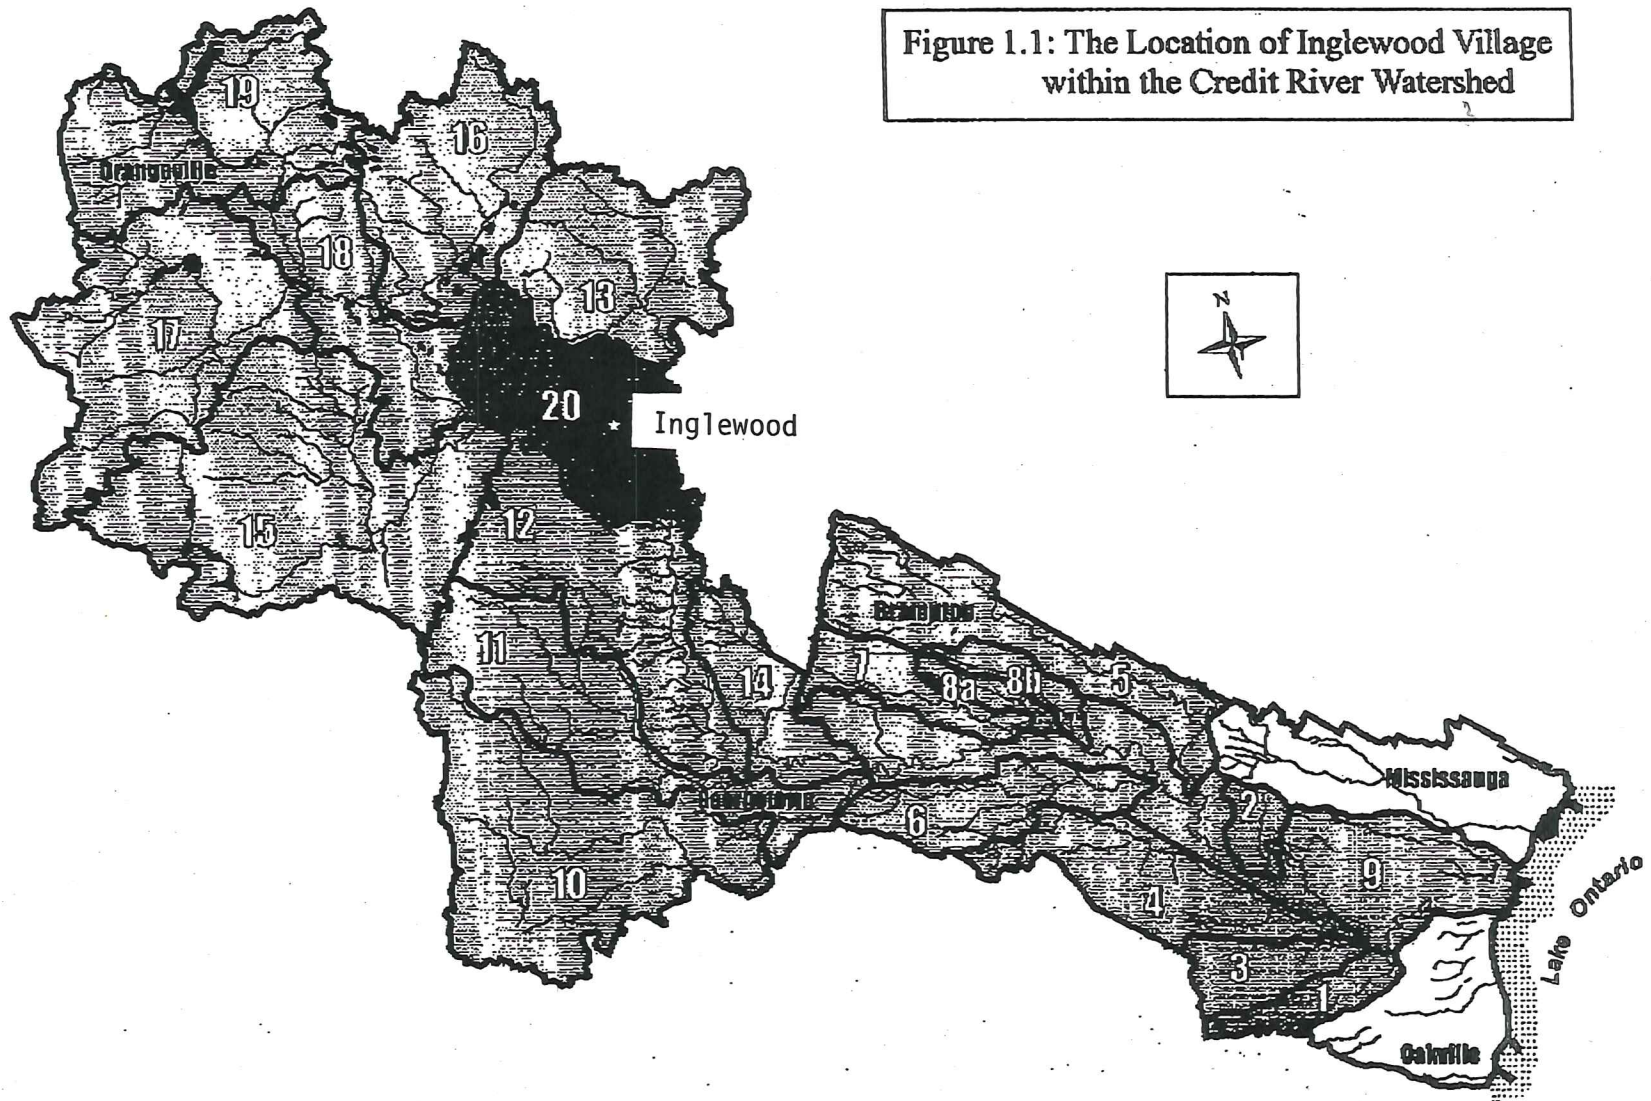 Figure 1.1: The Location of Inglewood Village
within the Credit River Watershed
19
16
Orangeville
18
13
N
17
20
Inglewood
12
15
Brampton
11
7
8a
8b
5
14
Mississauga
Georgetown
2
6
10
4
9
Lake Ontario
3
1
Oakville